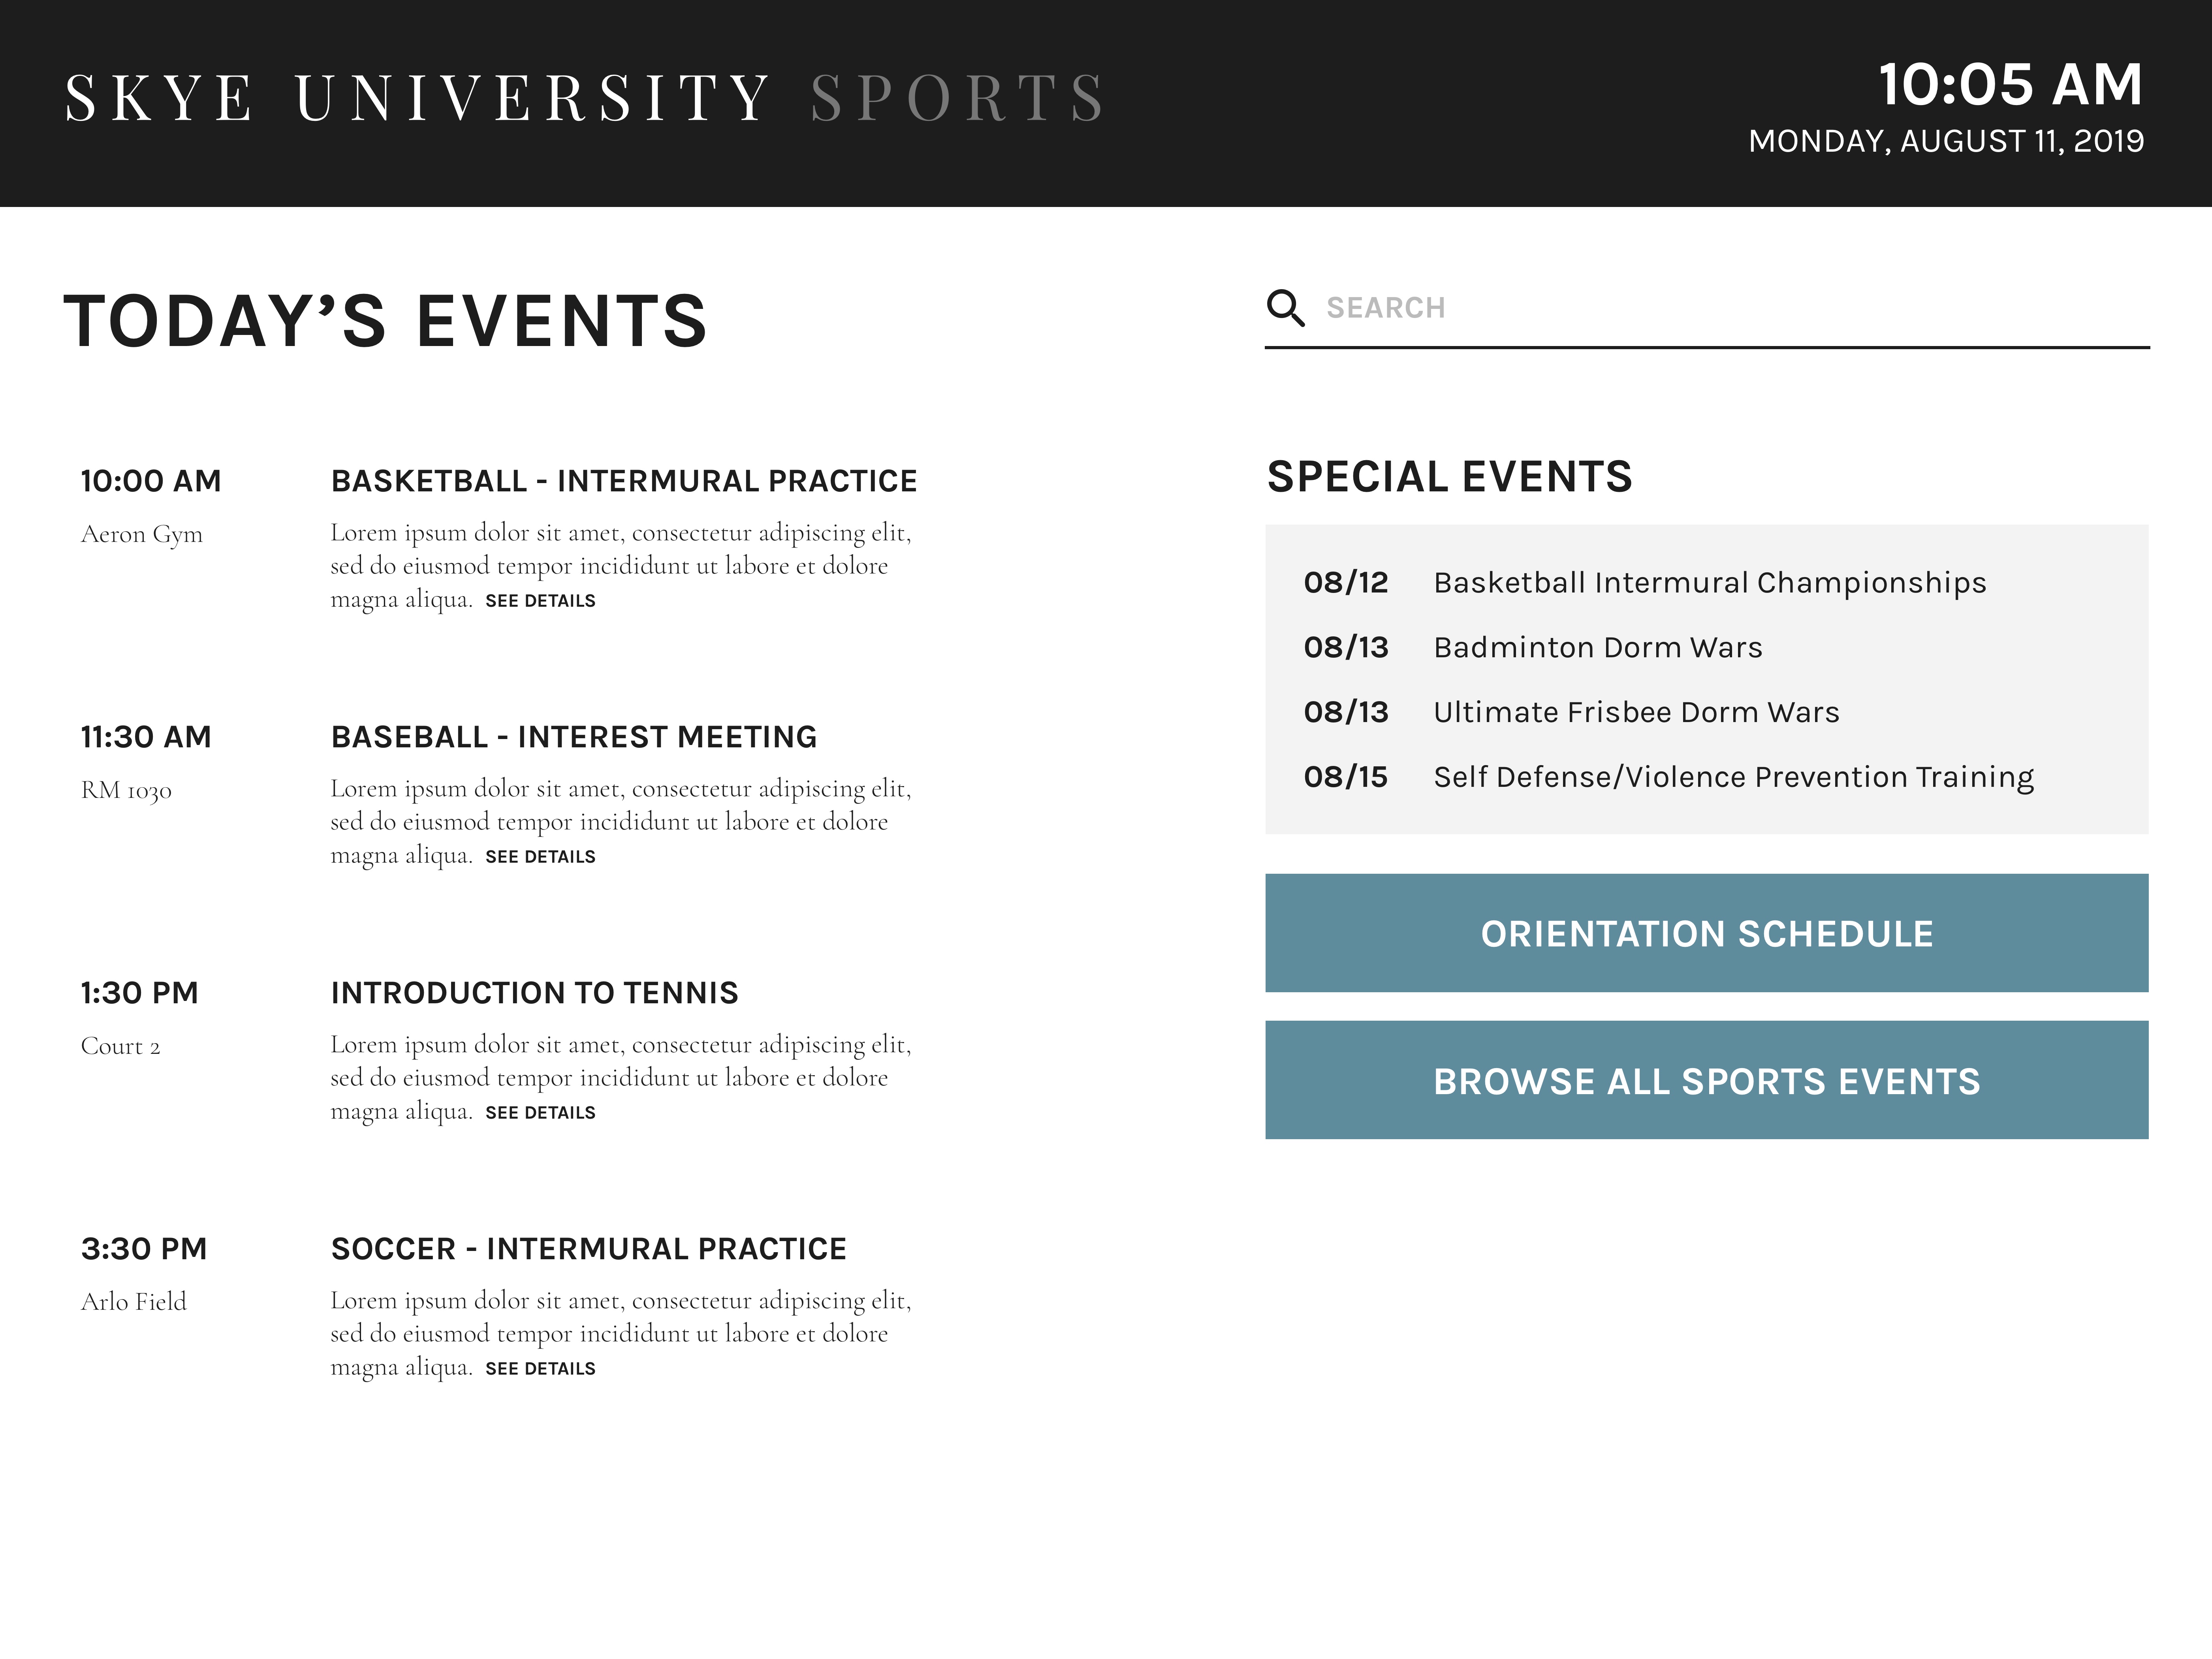 SKYE UNIVERSITY SPORTS
10:05 AM
MONDAY, AUGUST 11, 2019
TODAY’S EVENTS
SEARCH
10:00 AM
Aeron Gym
BASKETBALL - INTERMURAL PRACTICE
Lorem ipsum dolor sit amet, consectetur adipiscing elit,
sed do eiusmod tempor incididunt ut labore et dolore
magna aliqua. SEE DETAILS
11:30 AM
RM 1030
BASEBALL - INTEREST MEETING
Lorem ipsum dolor sit amet, consectetur adipiscing elit,
sed do eiusmod tempor incididunt ut labore et dolore
magna aliqua. SEE DETAILS
1:30 PM
Court 2
INTRODUCTION TO TENNIS
Lorem ipsum dolor sit amet, consectetur adipiscing elit,
sed do eiusmod tempor incididunt ut labore et dolore
magna aliqua. SEE DETAILS
3:30 PM
Arlo Field
SOCCER - INTERMURAL PRACTICE
Lorem ipsum dolor sit amet, consectetur adipiscing elit,
sed do eiusmod tempor incididunt ut labore et dolore
magna aliqua. SEE DETAILS
SPECIAL EVENTS
08/12 Basketball Intermural Championships
08/13 Badminton Dorm Wars
08/13 Ultimate Frisbee Dorm Wars
08/15 Self Defense/Violence Prevention Training
ORIENTATION SCHEDULE
BROWSE ALL SPORTS EVENTS